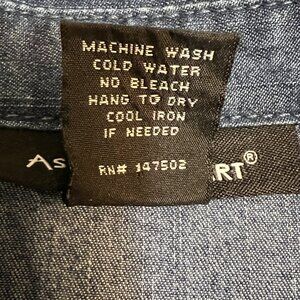 MACHINE WASH
COLD WATER
NO BLEACH
HANG TO DRY
COOL IRON
IF NEEDED
RN# 147502